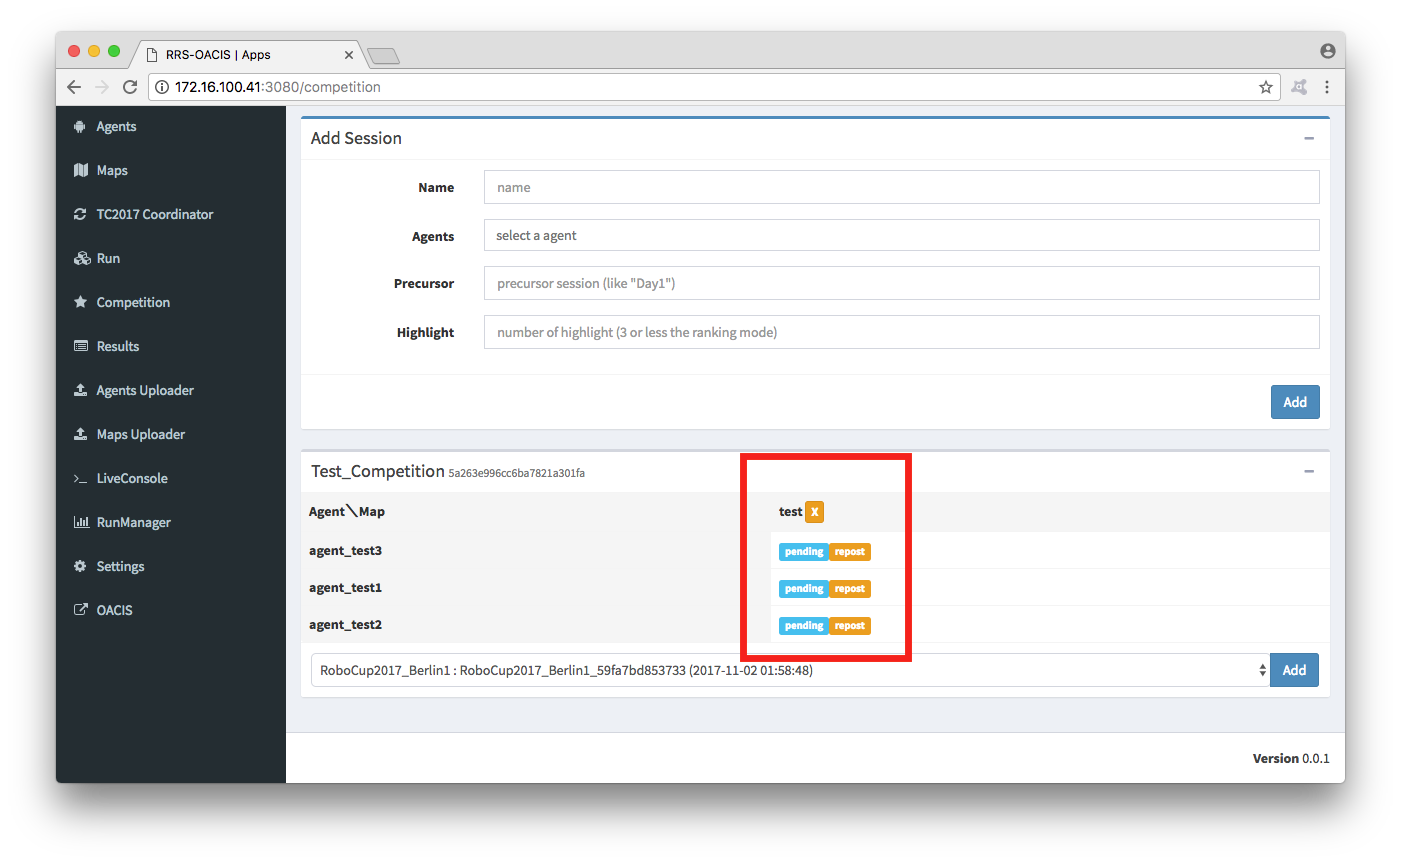 RRS-OACIS | Apps
172.16.100.41:3080/competition
Agents
Maps
TC2017 Coordinator
Run
Competition
Results
Agents Uploader
Maps Uploader
LiveConsole
RunManager
Settings
OACIS
Add Session
Name name
Agents select a agent
Precursor precursor session (like "Day1")
Highlight number of highlight (3 or less the ranking mode)
Add
Test_Competition 5a263e996cc6ba7821a301fa
Agent＼Map test X
agent_test3 pending repost
agent_test1 pending repost
agent_test2 pending repost
RoboCup2017_Berlin1 : RoboCup2017_Berlin1_59fa7bd853733 (2017-11-02 01:58:48) Add
Version 0.0.1